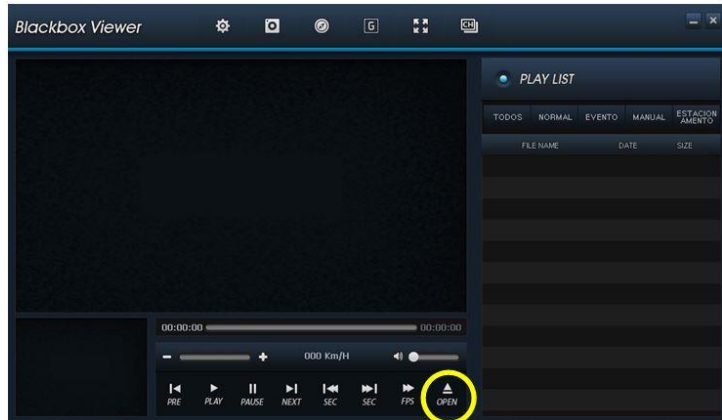 Blackbox Viewer
G
CH
PLAY LIST
TODOS NORMAL EVENTO MANUAL ESTACION
AMENTO
FILE NAME DATE SIZE
00:00:00 00:00:00
000 Km/H
PRE PLAY PAUSE NEXT SEC SEC FPS OPEN